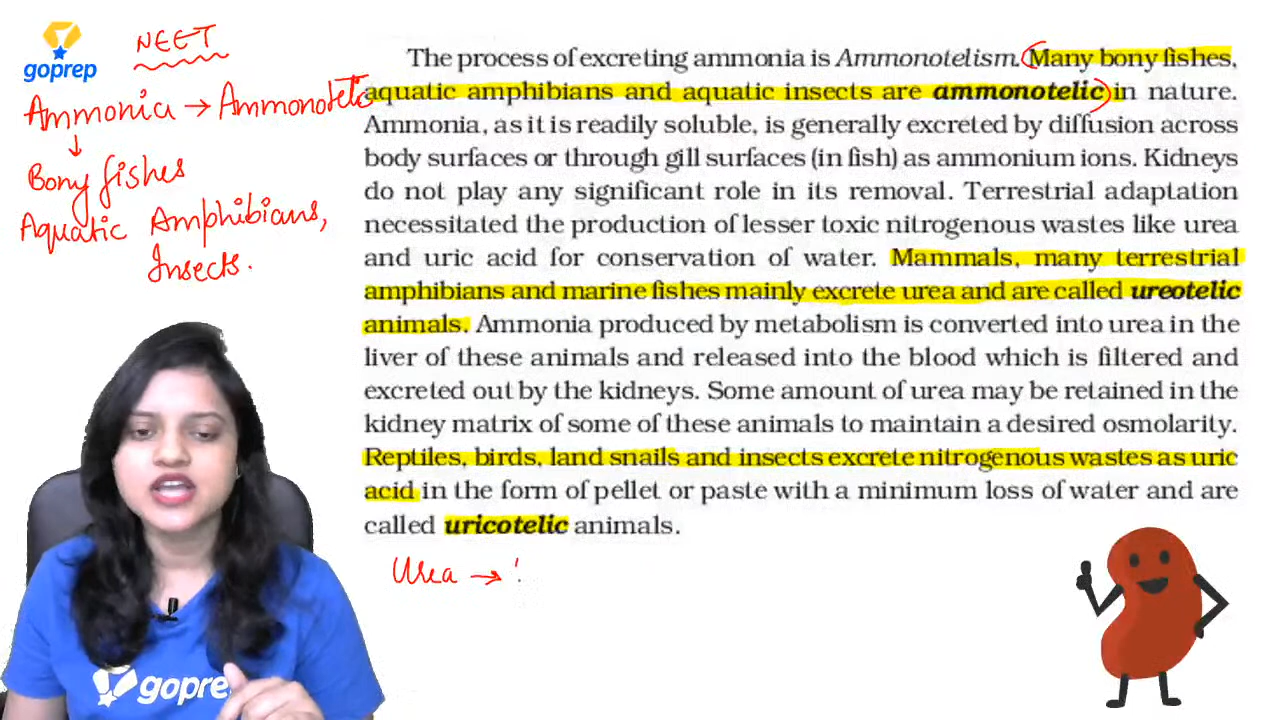 goprep
NEET
Ammonia → Ammonotelic
↓
Bony fishes
Aquatic Amphibians,
Insects.
The process of excreting ammonia is Ammonotelism. Many bony fishes,
aquatic amphibians and aquatic insects are ammonotelic in nature.
Ammonia, as it is readily soluble, is generally excreted by diffusion across
body surfaces or through gill surfaces (in fish) as ammonium ions. Kidneys
do not play any significant role in its removal. Terrestrial adaptation
necessitated the production of lesser toxic nitrogenous wastes like urea
and uric acid for conservation of water. Mammals, many terrestrial
amphibians and marine fishes mainly excrete urea and are called ureotelic
animals. Ammonia produced by metabolism is converted into urea in the
liver of these animals and released into the blood which is filtered and
excreted out by the kidneys. Some amount of urea may be retained in the
kidney matrix of some of these animals to maintain a desired osmolarity.
Reptiles, birds, land snails and insects excrete nitrogenous wastes as uric
acid in the form of pellet or paste with a minimum loss of water and are
called uricotelic animals.
Urea →
goprep